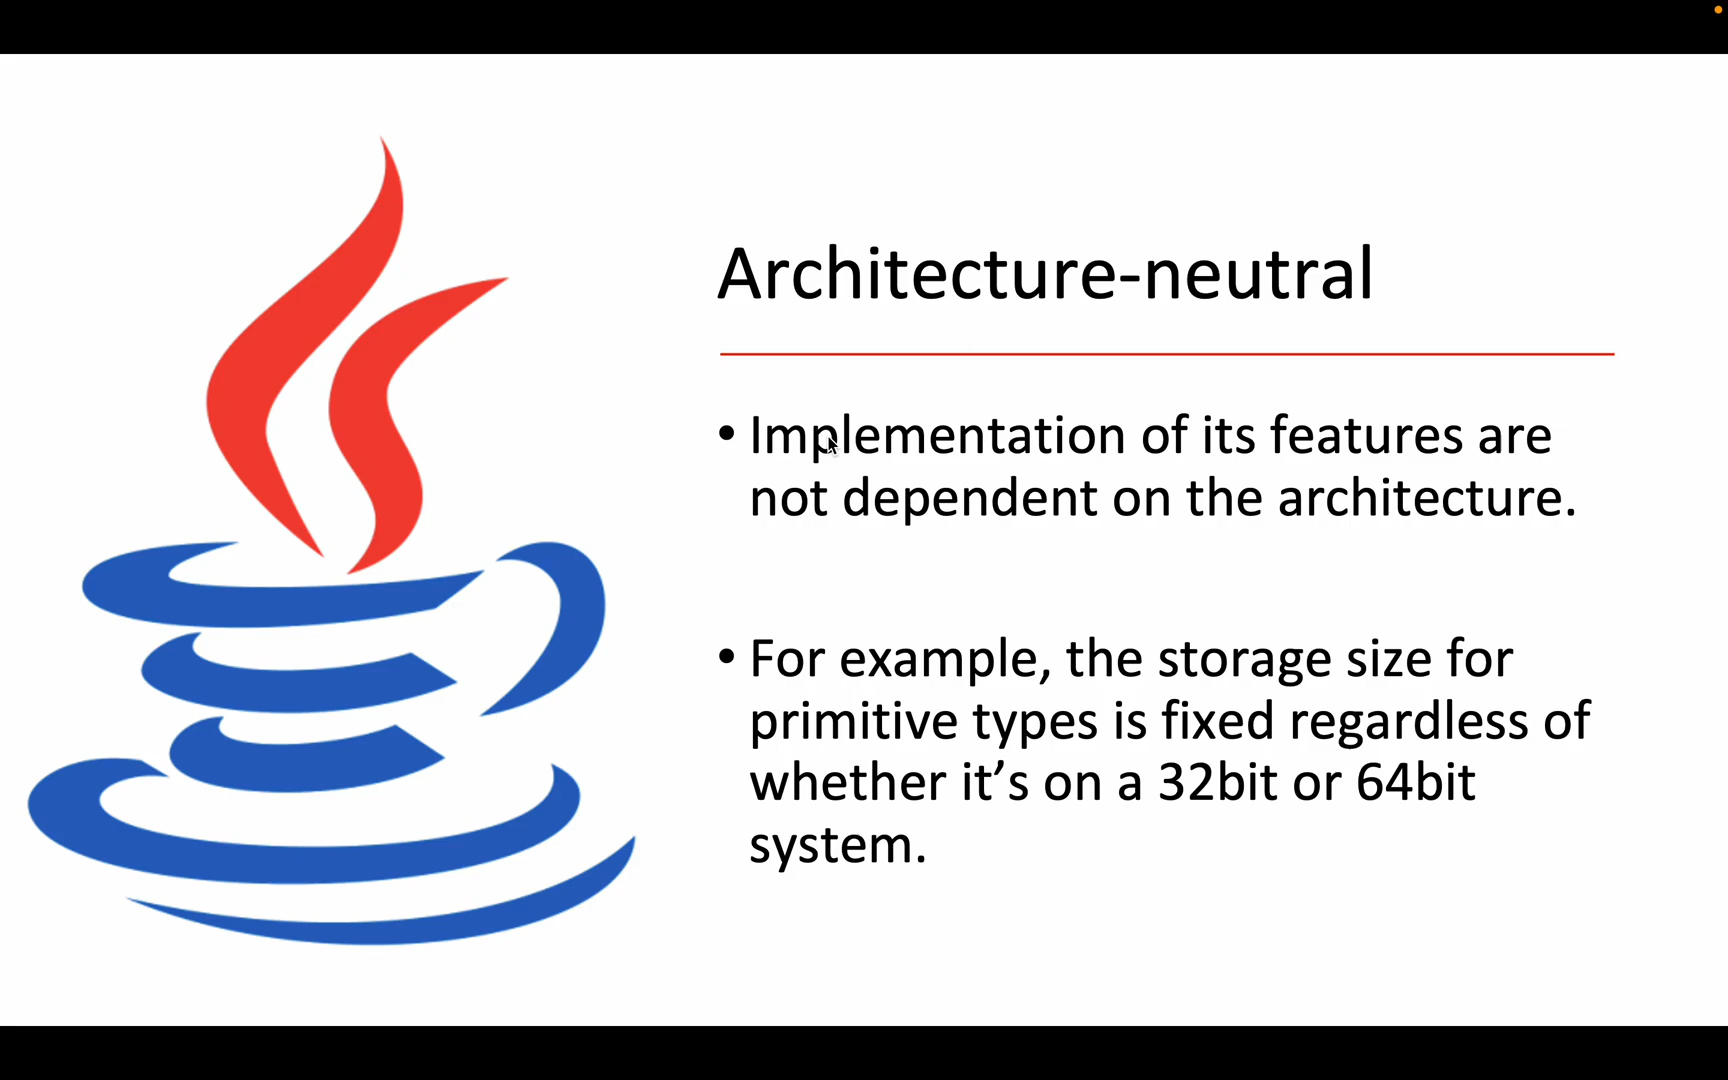 Architecture-neutral
• Implementation of its features are
not dependent on the architecture.
• For example, the storage size for
primitive types is fixed regardless of
whether it’s on a 32bit or 64bit
system.